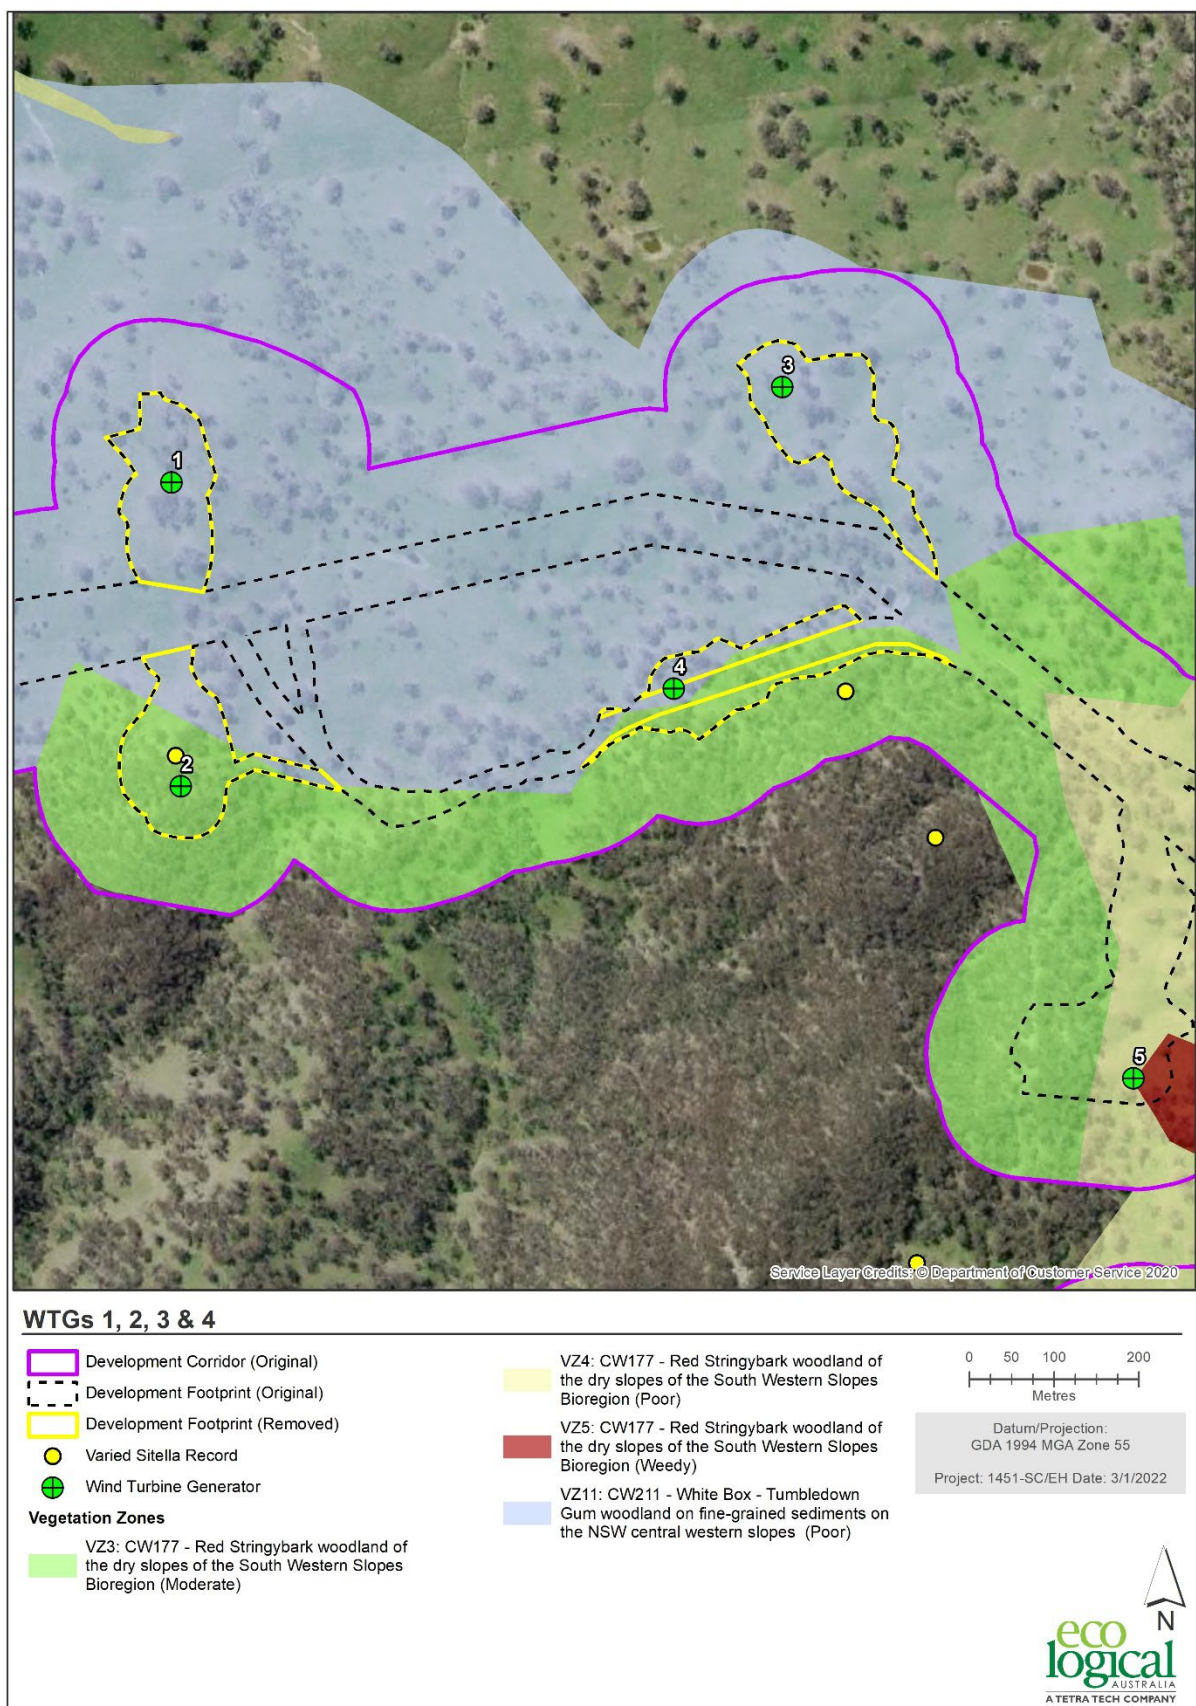 3
1
4
2
5
Service Layer Credits: © Department of Customer Service 2020
WTGs 1, 2, 3 & 4
Development Corridor (Original)
Development Footprint (Original)
Development Footprint (Removed)
Varied Sitella Record
Wind Turbine Generator
Vegetation Zones
VZ3: CW177 - Red Stringybark woodland of
the dry slopes of the South Western Slopes
Bioregion (Moderate)
VZ4: CW177 - Red Stringybark woodland of
the dry slopes of the South Western Slopes
Bioregion (Poor)
VZ5: CW177 - Red Stringybark woodland of
the dry slopes of the South Western Slopes
Bioregion (Weedy)
VZ11: CW211 - White Box - Tumbledown
Gum woodland on fine-grained sediments on
the NSW central western slopes (Poor)
0 50 100 200
Metres
Datum/Projection:
GDA 1994 MGA Zone 55
Project: 1451-SC/EH Date: 3/1/2022
N
eco
logical
AUSTRALIA
A TETRA TECH COMPANY